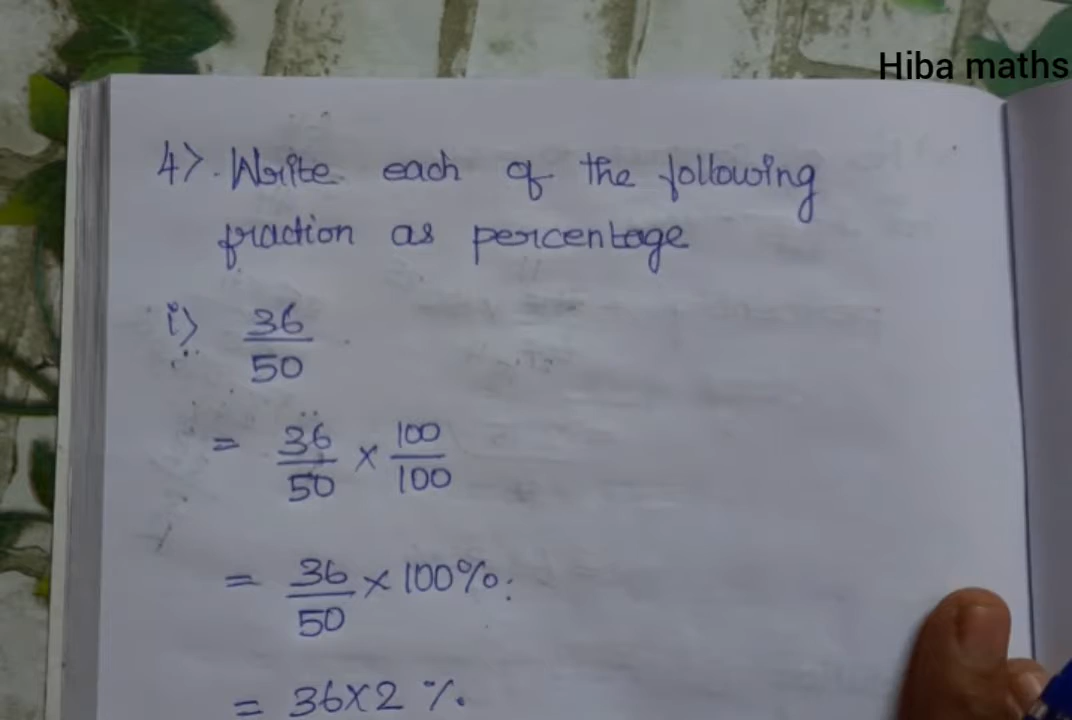 Hiba maths
4>. Write each of the following
fraction as percentage
i> 36/50
= 36/50 × 100/100
= 36/50 × 100%.
= 36×2 %.